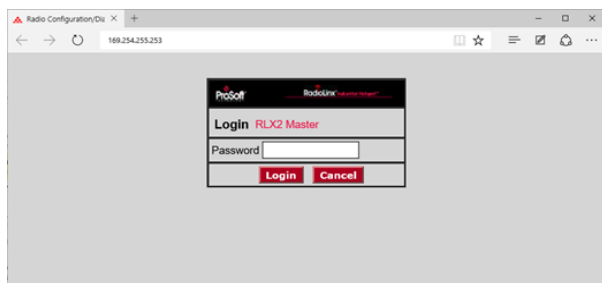 Radio Configuration/Dia
169.254.255.253
ProSoft
RadioLinx
Login RLX2 Master
Password
Login Cancel